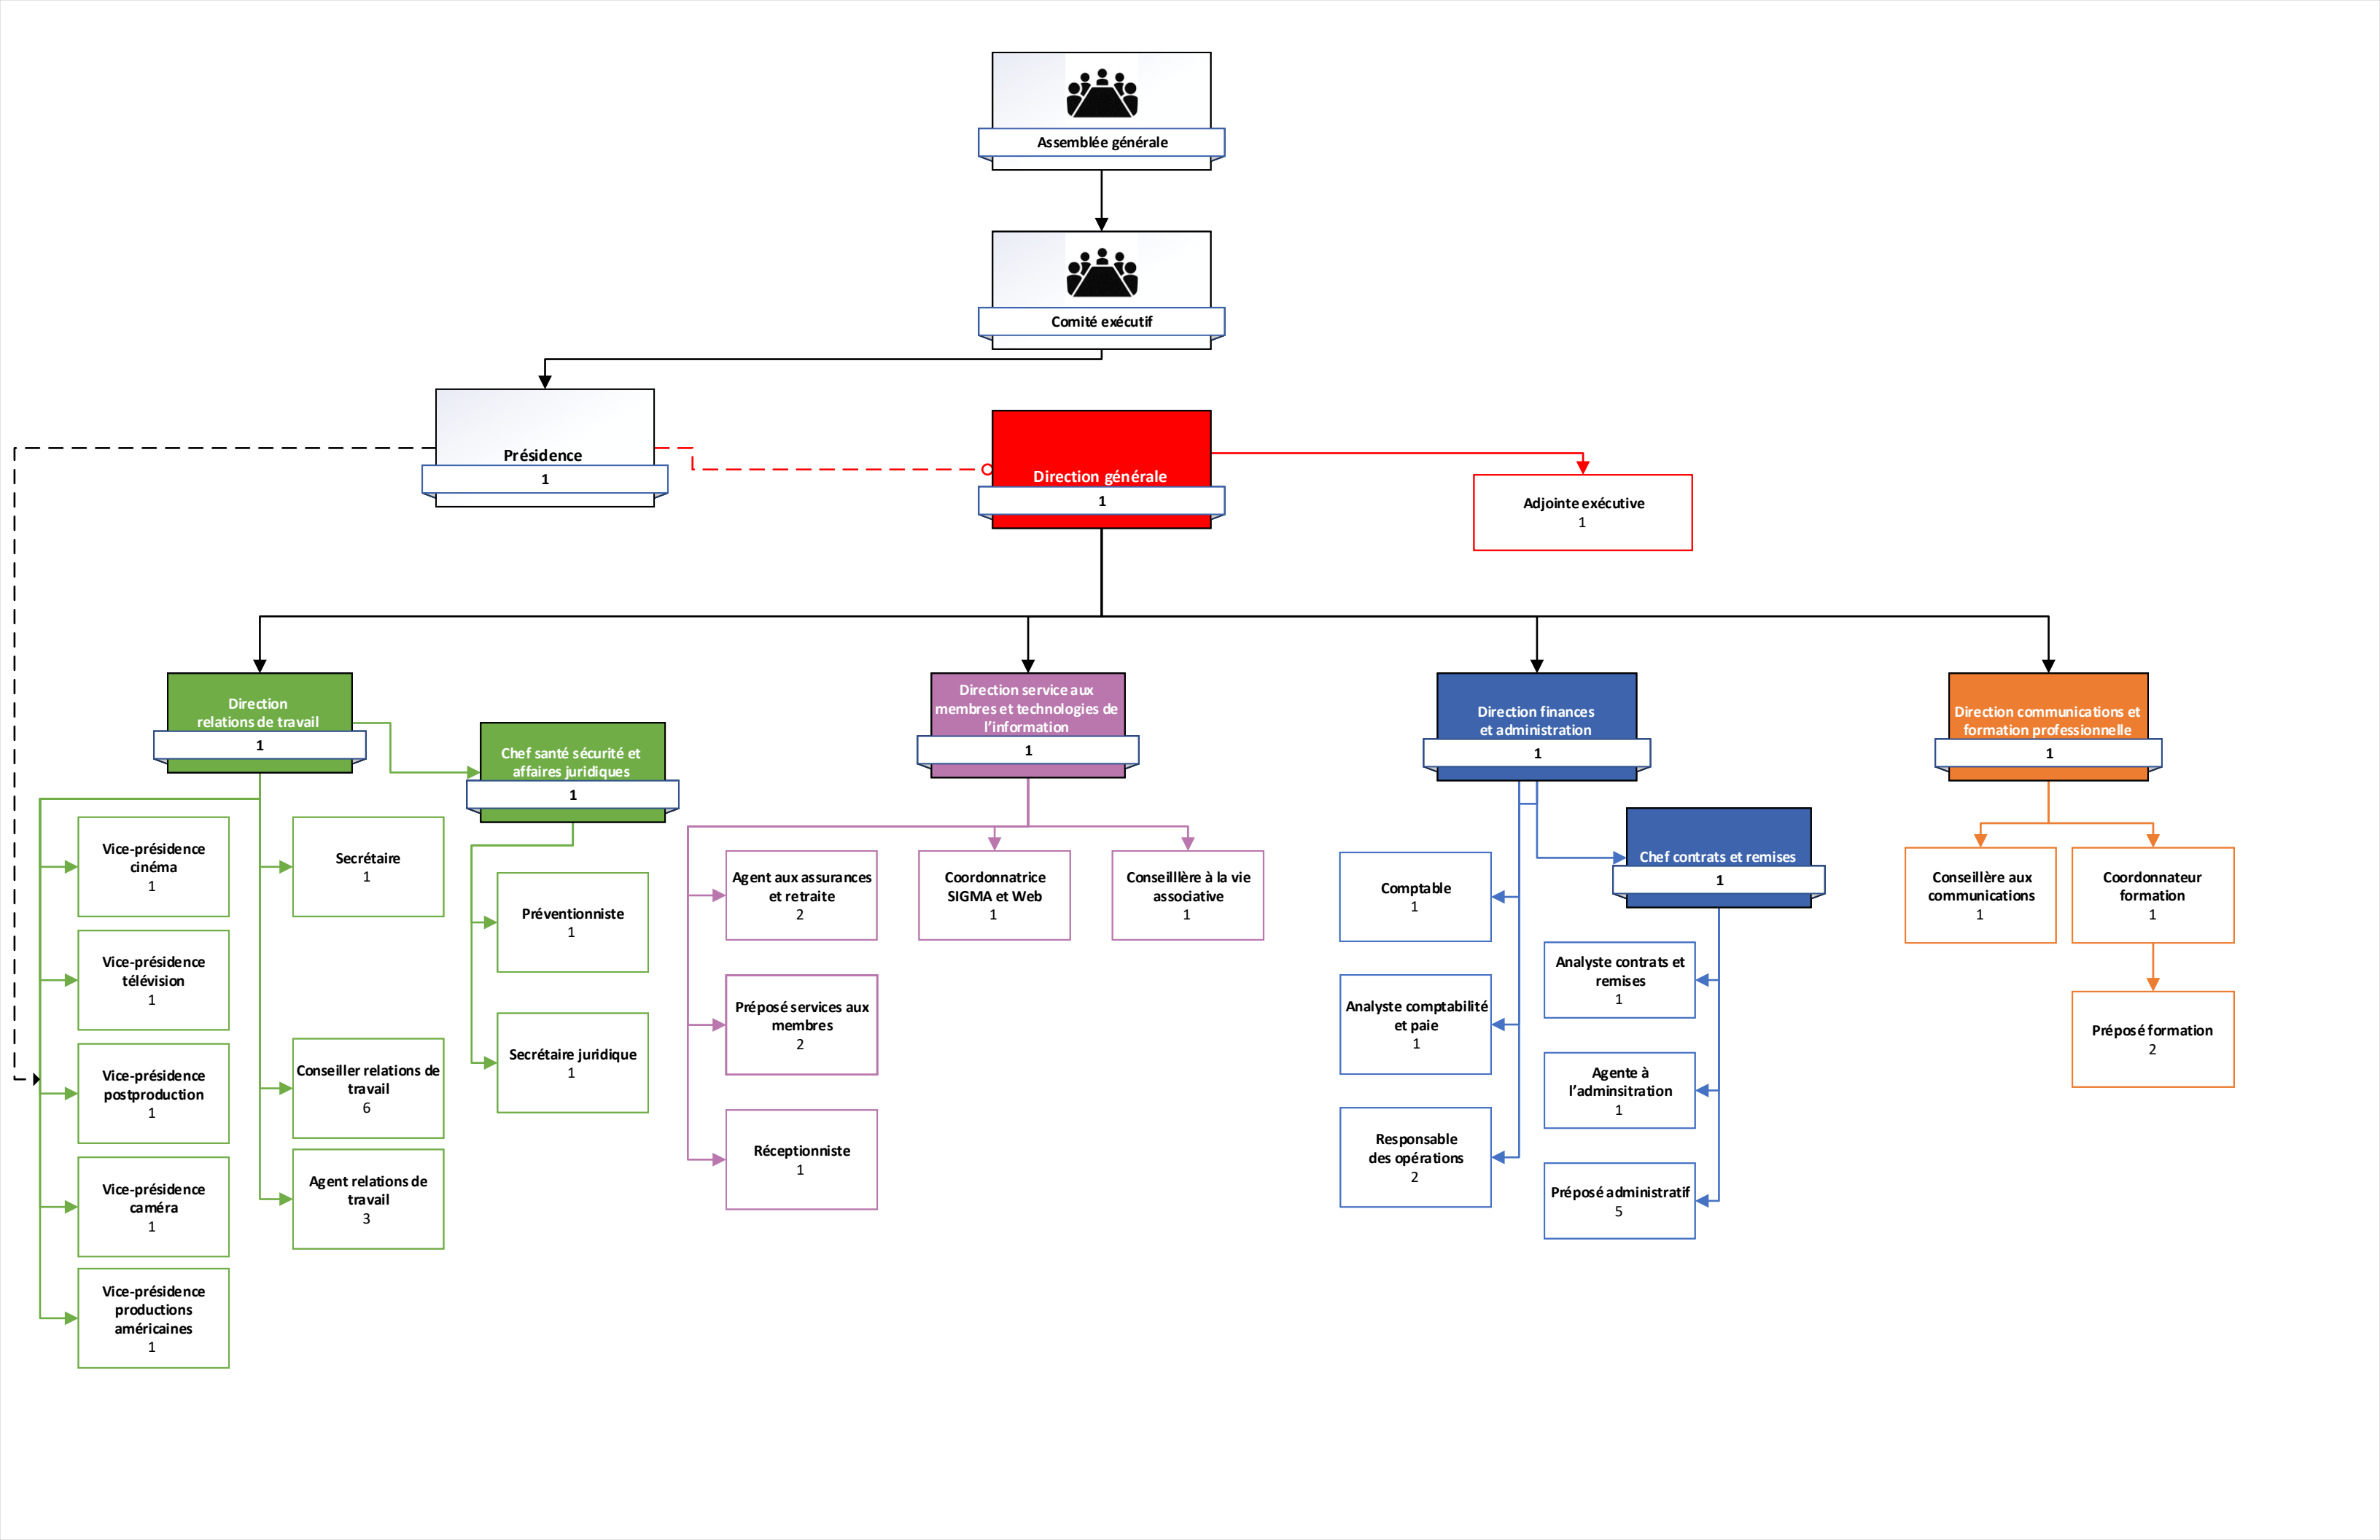 Assemblée générale
Comité exécutif
Présidence
1
Direction générale
1
Adjointe exécutive
1
Direction
relations de travail
1
Chef santé sécurité et
affaires juridiques
1
Direction service aux
membres et technologies de
l’information
1
Direction finances
et administration
1
Direction communications et
formation professionnelle
1
Vice-présidence
cinéma
1
Vice-présidence
télévision
1
Vice-présidence
postproduction
1
Vice-présidence
caméra
1
Vice-présidence
productions
américaines
1
Secrétaire
1
Conseiller relations de
travail
6
Agent relations de
travail
3
Préventionniste
1
Secrétaire juridique
1
Agent aux assurances
et retraite
2
Préposé services aux
membres
2
Réceptionniste
1
Coordonnatrice
SIGMA et Web
1
Conseilllère à la vie
associative
1
Comptable
1
Analyste comptabilité
et paie
1
Responsable
des opérations
2
Chef contrats et remises
1
Analyste contrats et
remises
1
Agente à
l’adminsitration
1
Préposé administratif
5
Conseillère aux
communications
1
Coordonnateur
formation
1
Préposé formation
2